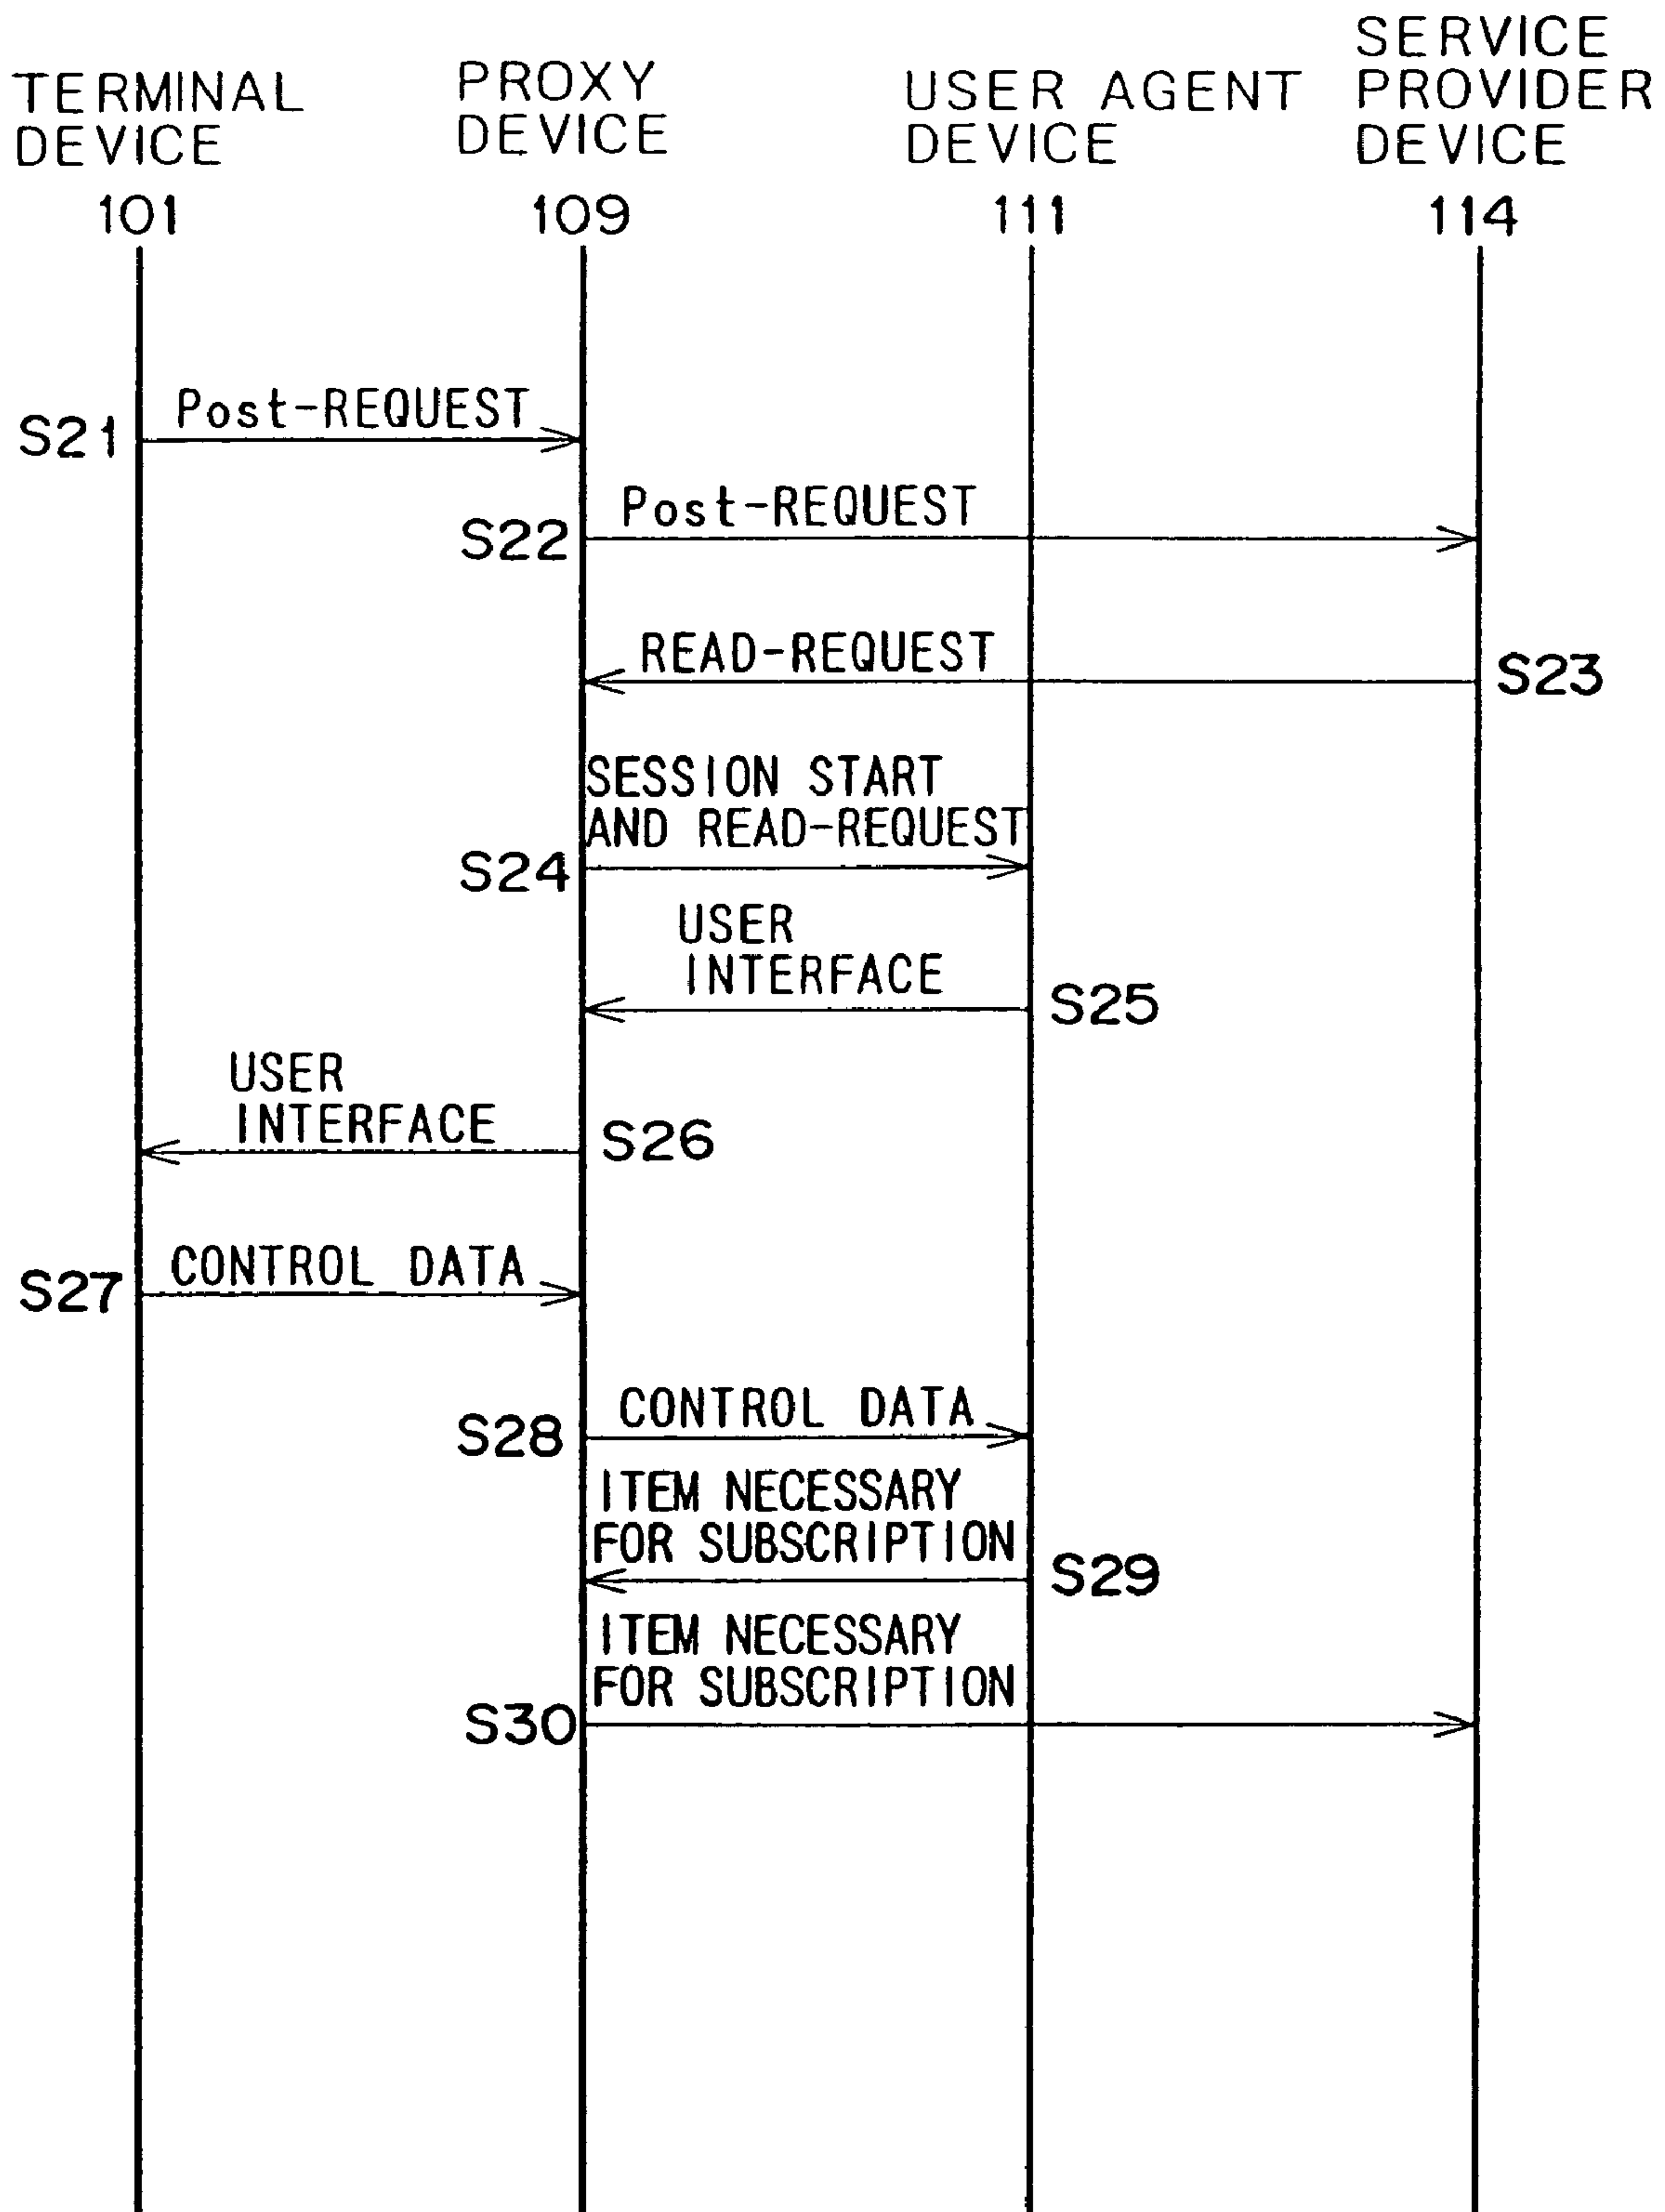 TERMINAL
DEVICE
101
PROXY
DEVICE
109
USER AGENT
DEVICE
111
SERVICE
PROVIDER
DEVICE
114
S21
Post-REQUEST
S22
Post-REQUEST
READ-REQUEST
S23
SESSION START
AND READ-REQUEST
S24
USER
INTERFACE
S25
USER
INTERFACE
S26
S27
CONTROL DATA
S28
CONTROL DATA
ITEM NECESSARY
FOR SUBSCRIPTION
S29
ITEM NECESSARY
FOR SUBSCRIPTION
S30